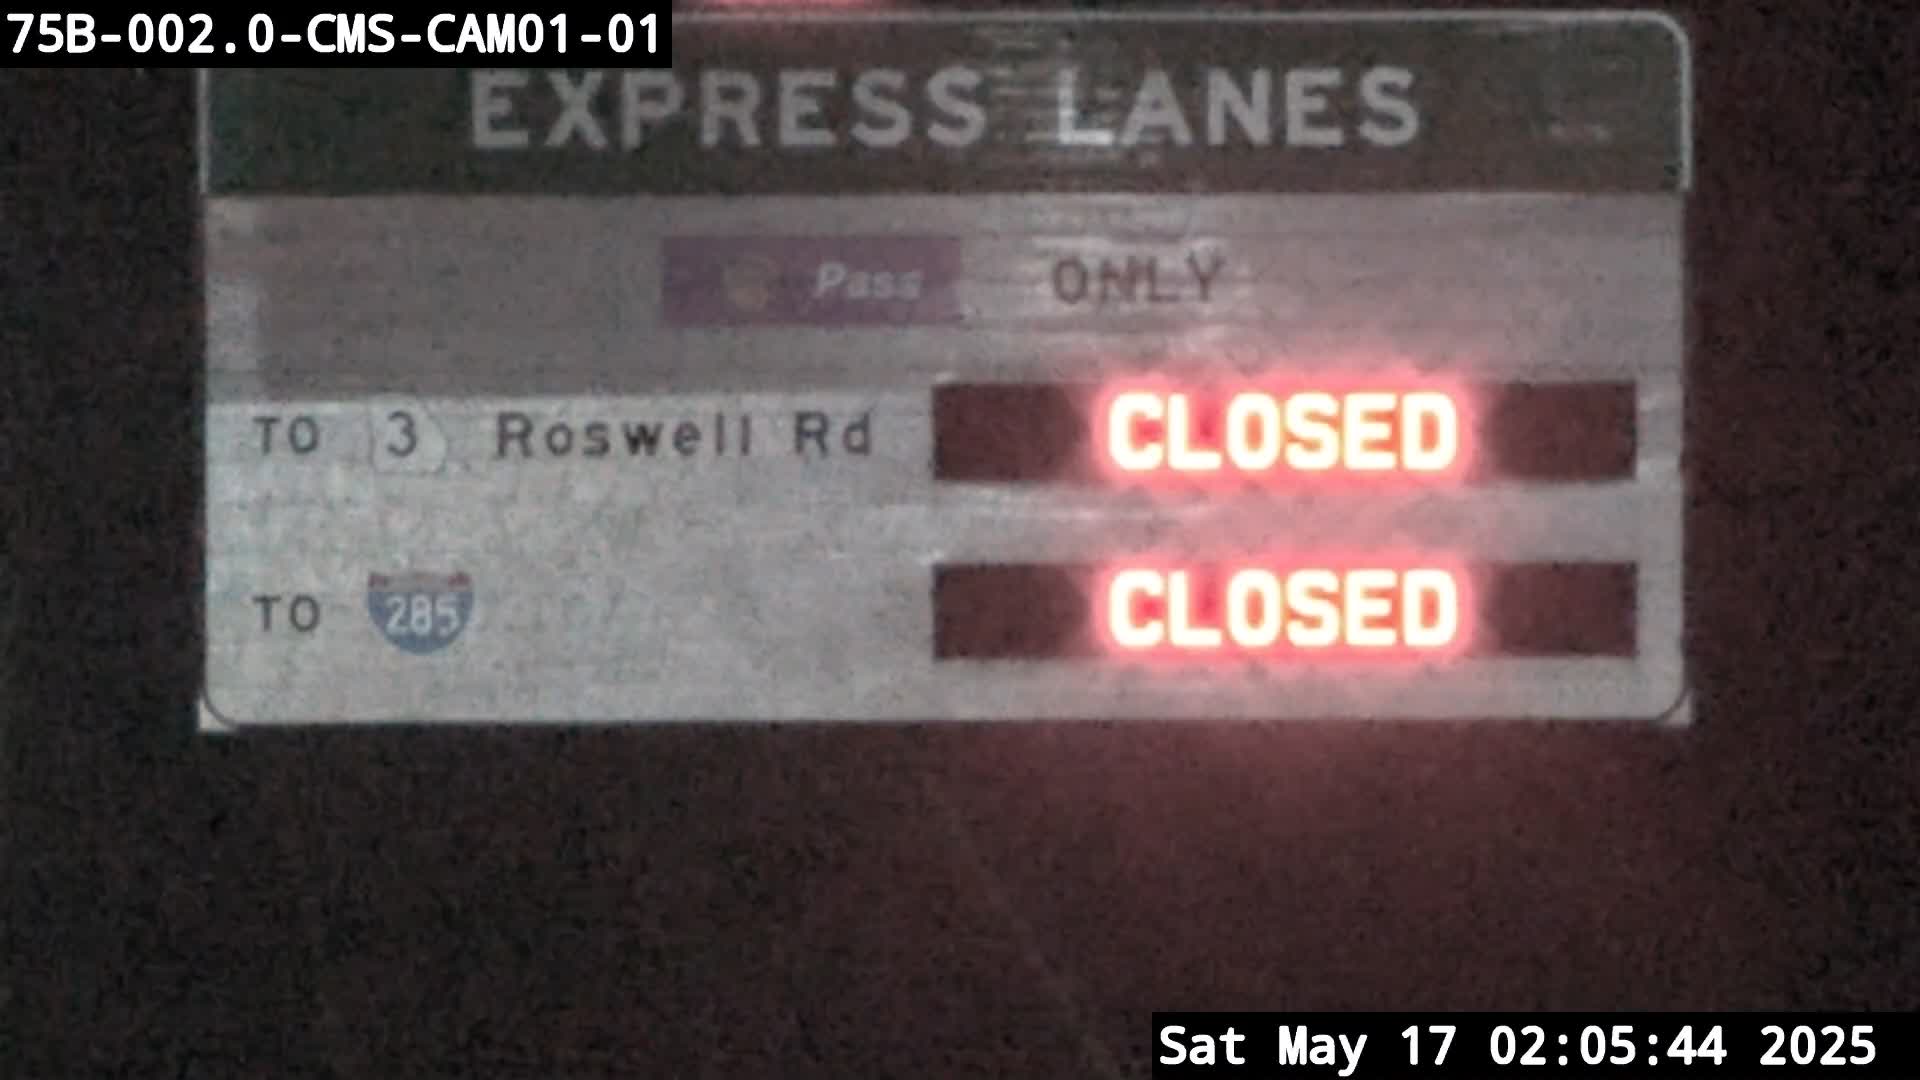 75B-002.0-CMS-CAM01-01
EXPRESS LANES
Pass ONLY
TO 3 Roswell Rd CLOSED
TO 285 CLOSED
Sat May 17 02:05:44 2025